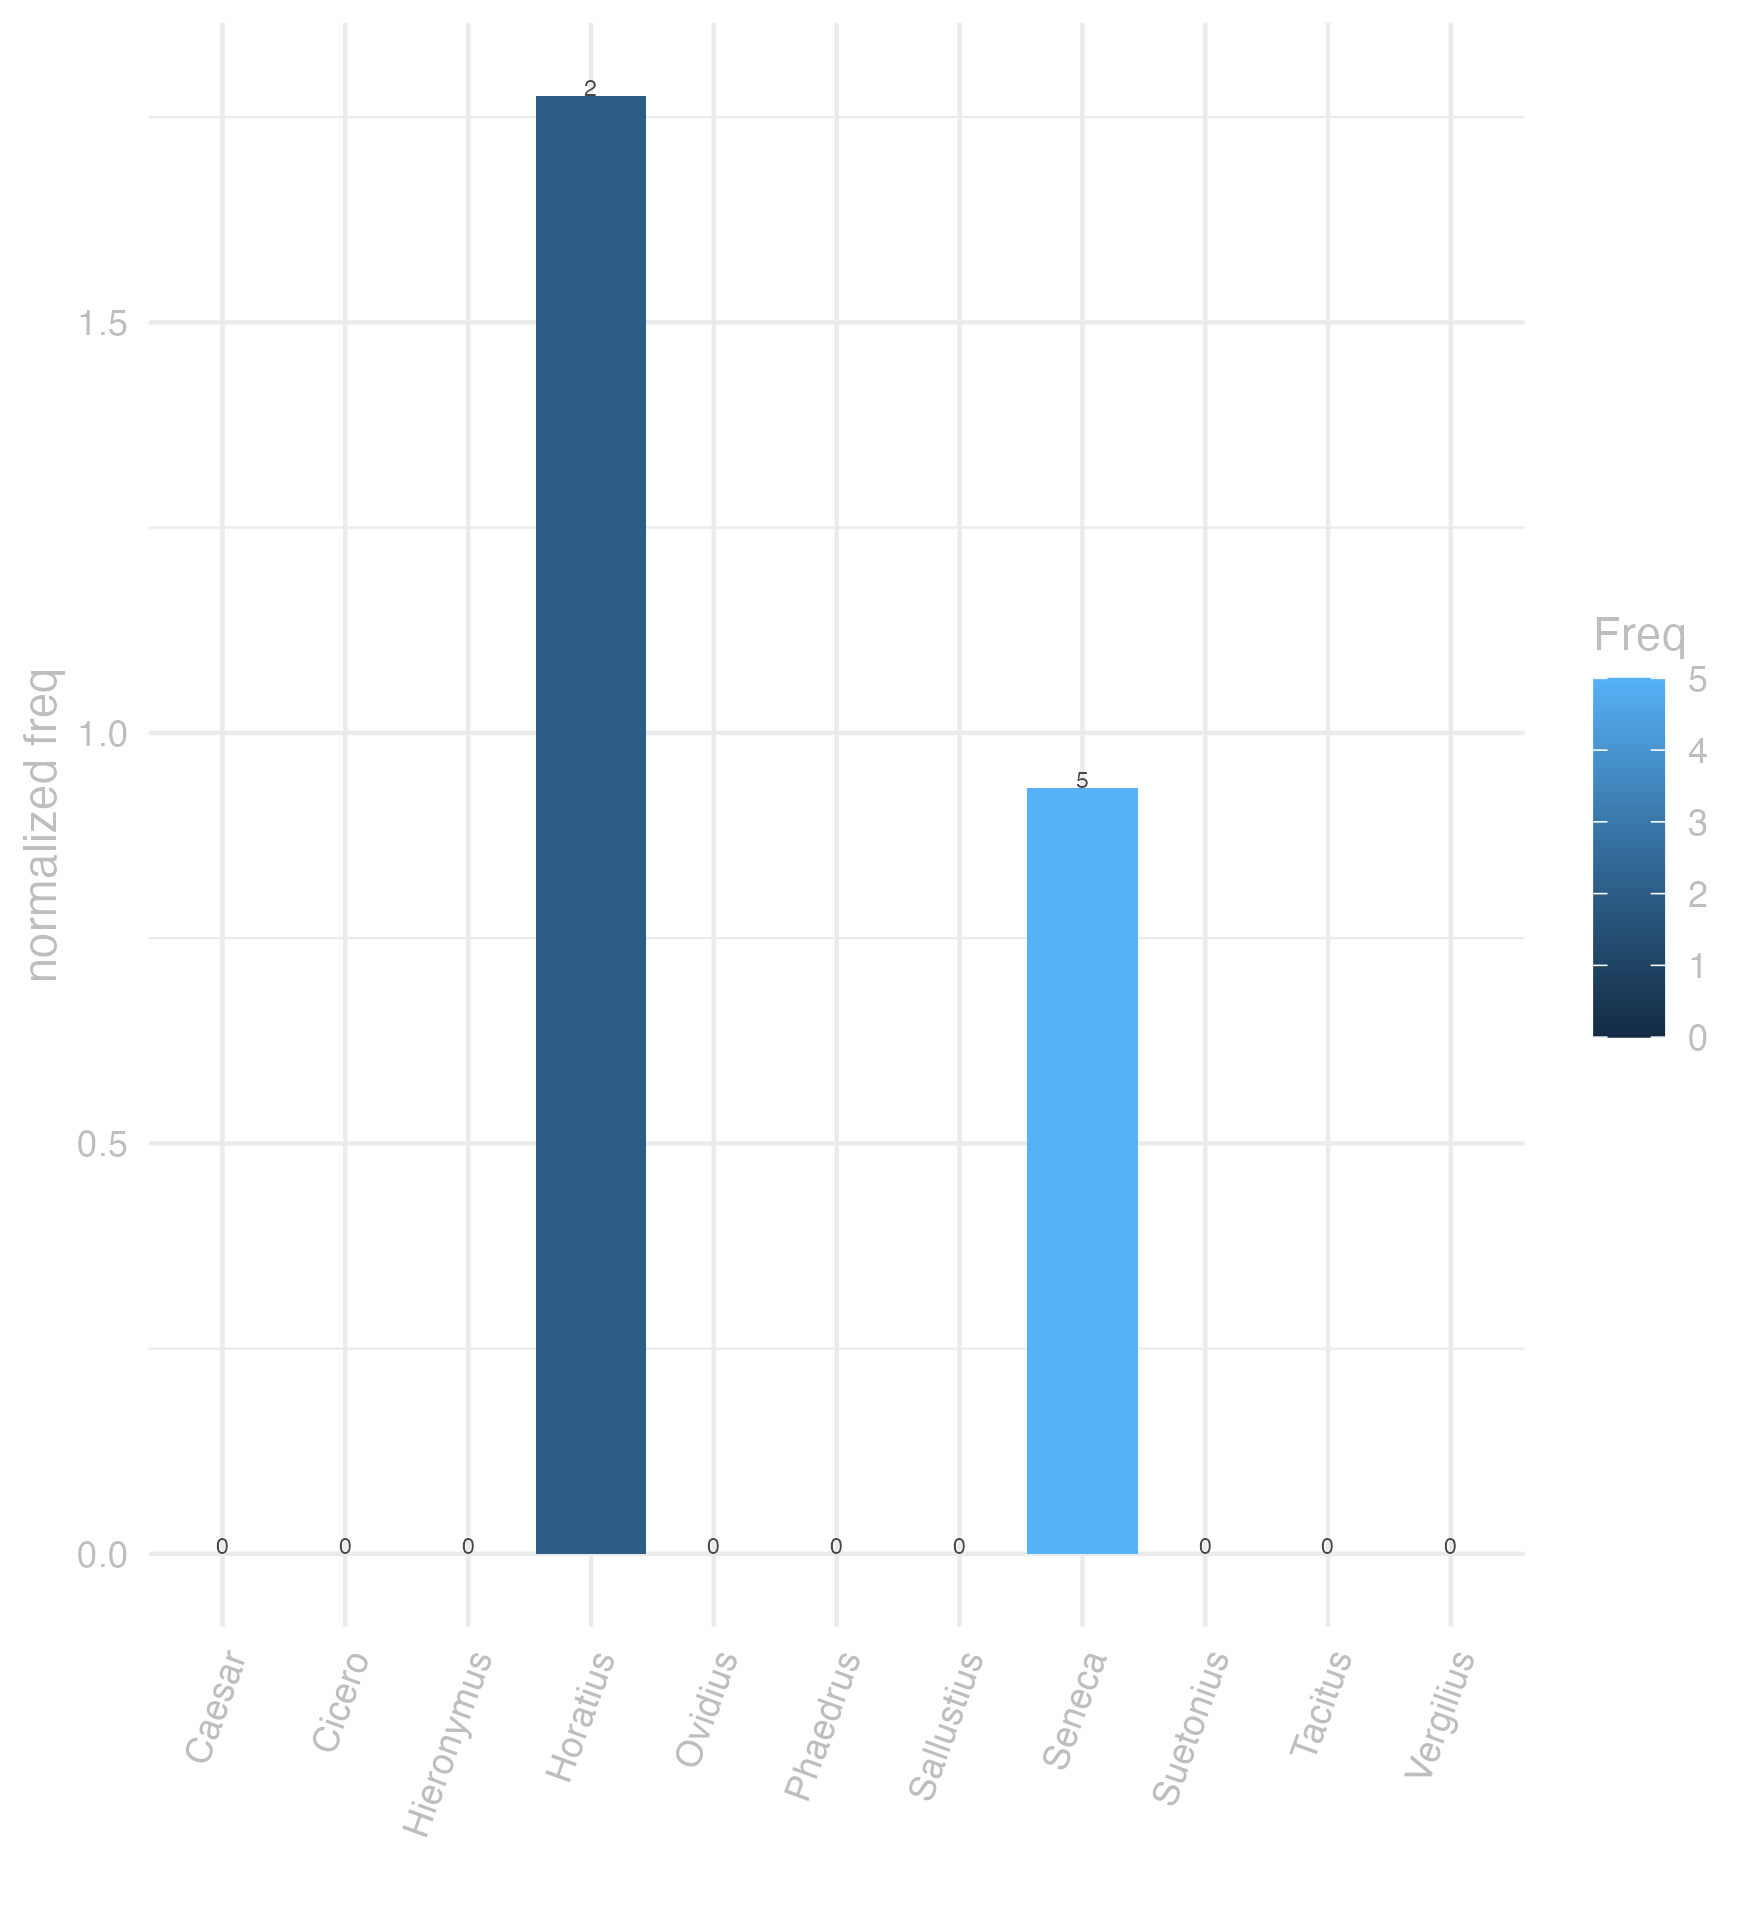 2
1.5
Freq
5
normalized freq
1.0
4
5
3
2
1
0.5
0
0.0
0
0
0
0
0
0
0
0
0
Caesar
Cicero
Hieronymus
Horatius
Ovidius
Phaedrus
Sallustius
Seneca
Suetonius
Tacitus
Vergilius